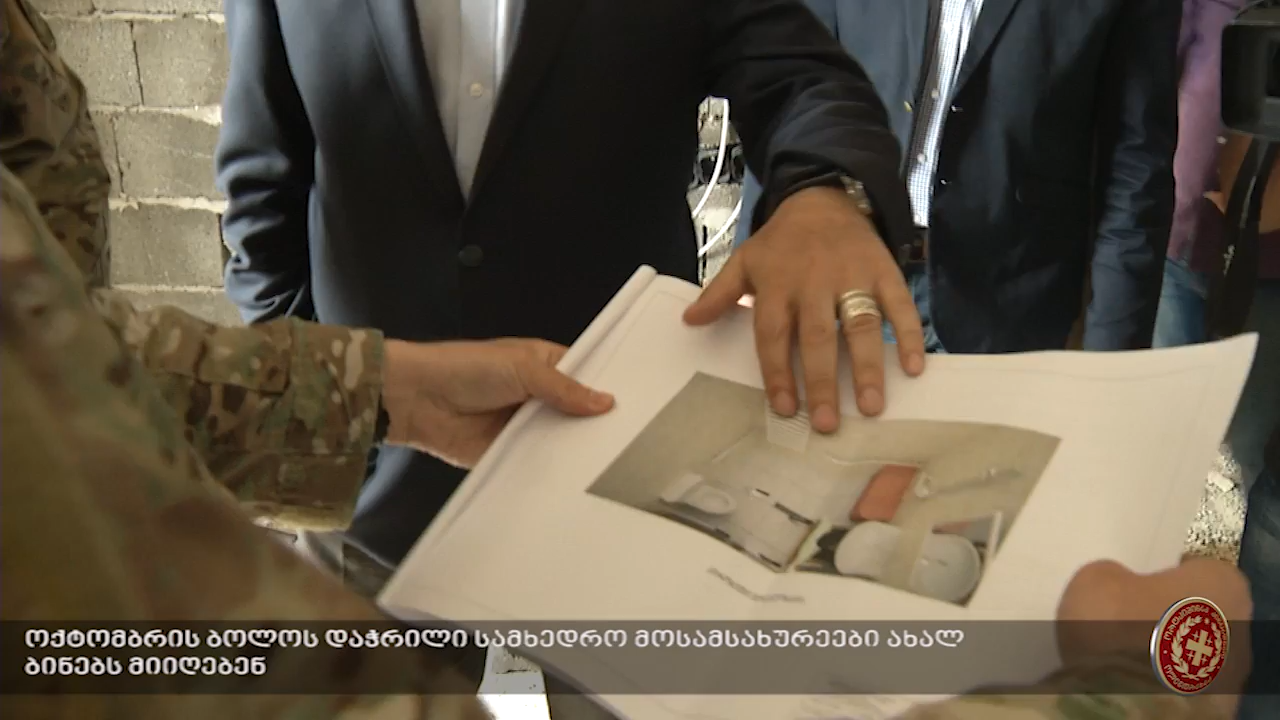 ᲝᲥᲢᲝᲛᲑᲠᲘᲡ ᲑᲝᲚᲝᲡ ᲓᲐᲭᲠᲘᲚᲘ ᲡᲐᲛᲮᲔᲓᲠᲝ ᲛᲝᲡᲐᲛᲡᲐᲮᲣᲠᲔᲔᲑᲘ ᲐᲮᲐᲚ
ᲑᲘᲜᲔᲑᲡ ᲛᲘᲘᲦᲔᲑᲔᲜ